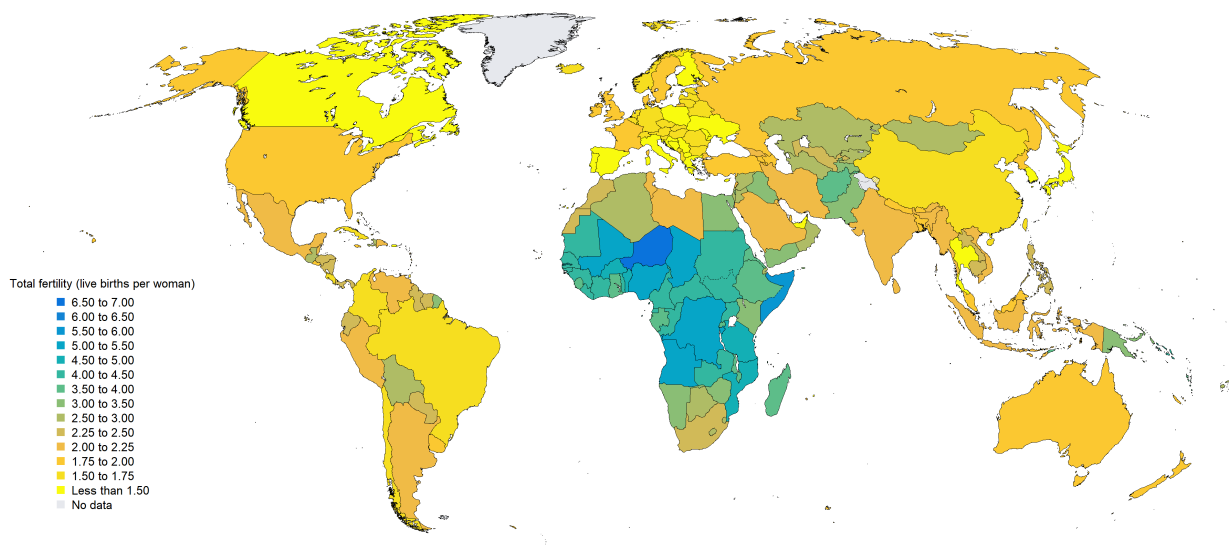 Total fertility (live births per woman)
6.50 to 7.00
6.00 to 6.50
5.50 to 6.00
5.00 to 5.50
4.50 to 5.00
4.00 to 4.50
3.50 to 4.00
3.00 to 3.50
2.50 to 3.00
2.25 to 2.50
2.00 to 2.25
1.75 to 2.00
1.50 to 1.75
Less than 1.50
No data